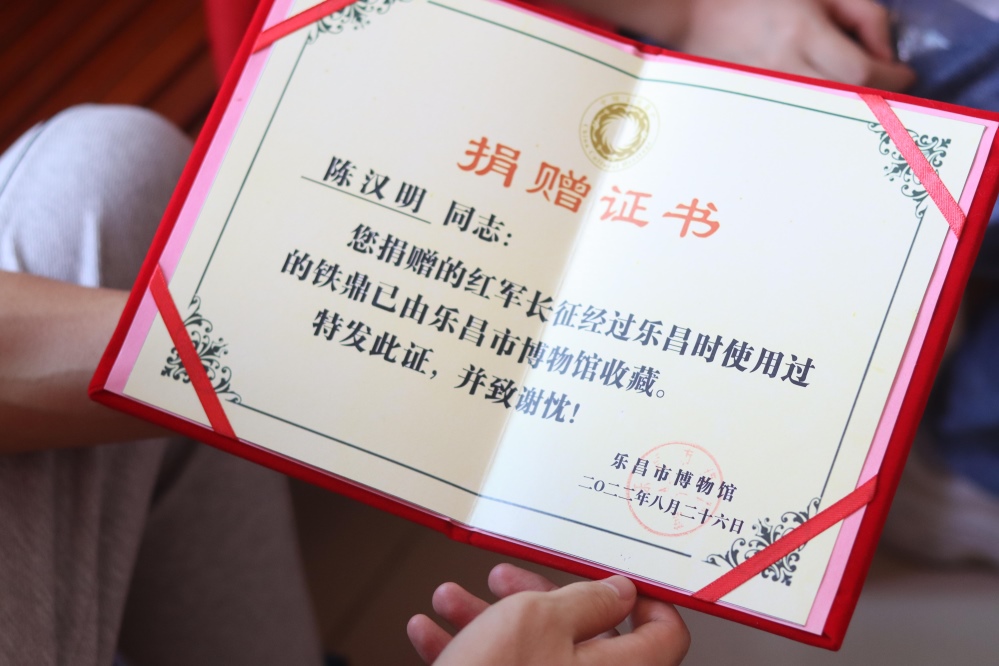 捐赠证书
陈汉明 同志：
您捐赠的红军长征经过乐昌时使用过
的铁鼎已由乐昌市博物馆收藏。
特发此证，并致谢忱！
乐昌市博物馆
二〇二二年八月二十六日